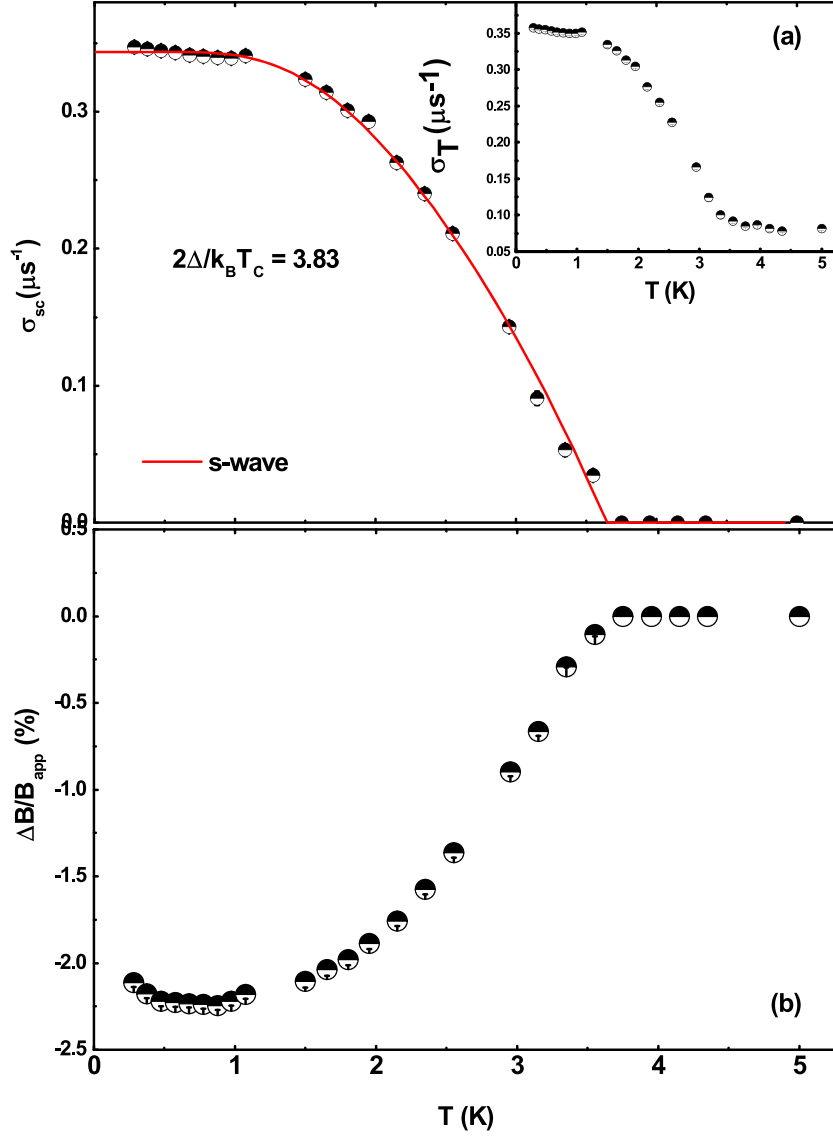 (a)
0.35
0.30
0.25
0.20
0.15
0.10
0.05
σT (μs-1)
0 1 2 3 4 5
T (K)
0.3
0.2
0.1
0.0
σsc(μs-1)
2Δ/kBTC = 3.83
s-wave
0.5
0.0
-0.5
-1.0
-1.5
-2.0
-2.5
ΔB/Bapp (%)
(b)
0 1 2 3 4 5
T (K)